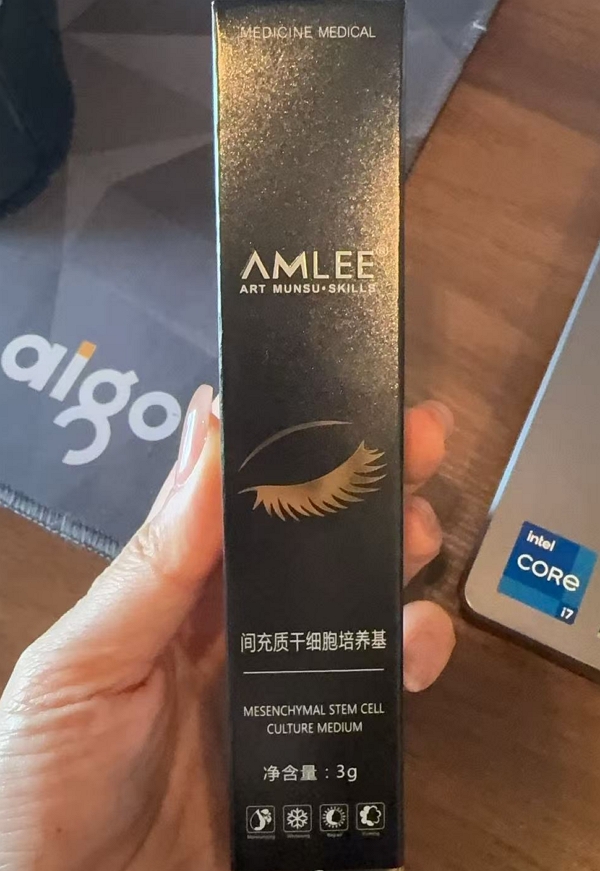 MEDICINE MEDICAL
AMLEE
ART MUNSU•SKILLS
aigo
intel
CORE
i7
间充质干细胞培养基
MESENCHYMAL STEM CELL
CULTURE MEDIUM
净含量：3g